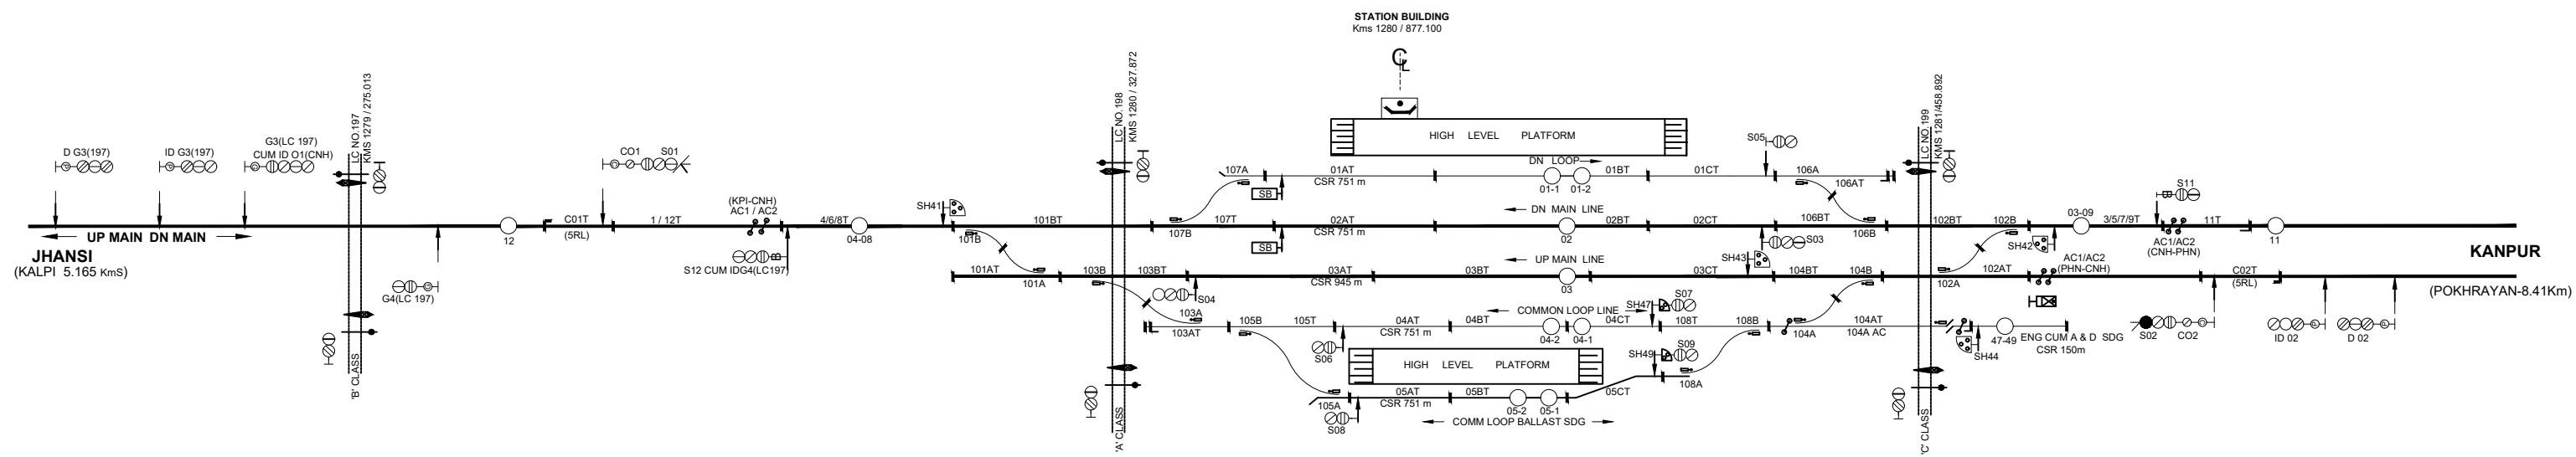 STATION BUILDING
Kms 1280 / 877.100
C
L
LC NO.197
KMS 1279 / 275.013
LC NO.198
KMS 1280 / 327.872
LC NO 199
KMS 1281/458.892
D G3(197)
ID G3(197)
G3(LC 197)
CUM ID O1(CNH)
CO1
S01
HIGH LEVEL PLATFORM
S05
DN LOOP
107A
01AT
CSR 751 m
01-1
01-2
01BT
01CT
106A
106AT
SB
S11
B
(KPI-CNH)
AC1 / AC2
SH41
DN MAIN LINE
C01T
(5RL)
12
1 / 12T
4/6/8T
04-08
101BT
101B
107T
107B
02AT
CSR 751 m
02
02BT
02CT
106BT
106B
102BT
102B
03-09
3/5/7/9T
11T
11
UP MAIN DN MAIN
JHANSI
(KALPI 5.165 KmS)
SB
S03
SH42
AC1/AC2
(CNH-PHN)
KANPUR
S12 CUM IDG4(LC197)
B
UP MAIN LINE
SH43
AC1/AC2
(PHN-CNH)
101AT
101A
103B
103BT
03AT
CSR 945 m
03BT
03
03CT
104BT
104B
102AT
102A
C02T
(5RL)
(POKHRAYAN-8.41Km)
G4(LC 197)
S04
SH47
S07
COMMON LOOP LINE
103A
103AT
105B
105T
04AT
CSR 751 m
04BT
04-2
04-1
04CT
108T
108B
104A
104AT
104A AC
47-49
ENG CUM A & D SDG
CSR 150m
SH44
S02
CO2
ID 02
D 02
S06
HIGH LEVEL PLATFORM
SH49
S09
108A
105A
05AT
CSR 751 m
05BT
05-2
05-1
05CT
S08
COMM LOOP BALLAST SDG
'B' CLASS
'A' CLASS
'C' CLASS